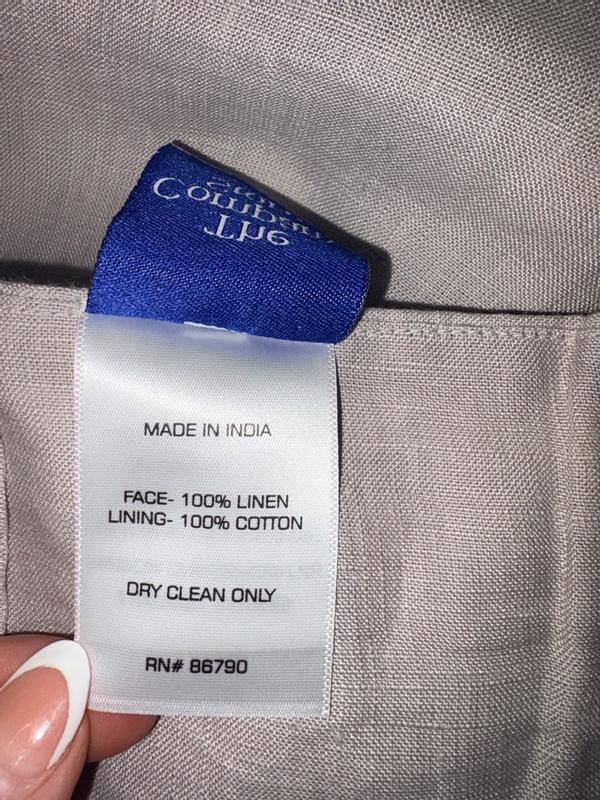 The
Company
MADE IN INDIA
FACE- 100% LINEN
LINING- 100% COTTON
DRY CLEAN ONLY
RN# 86790